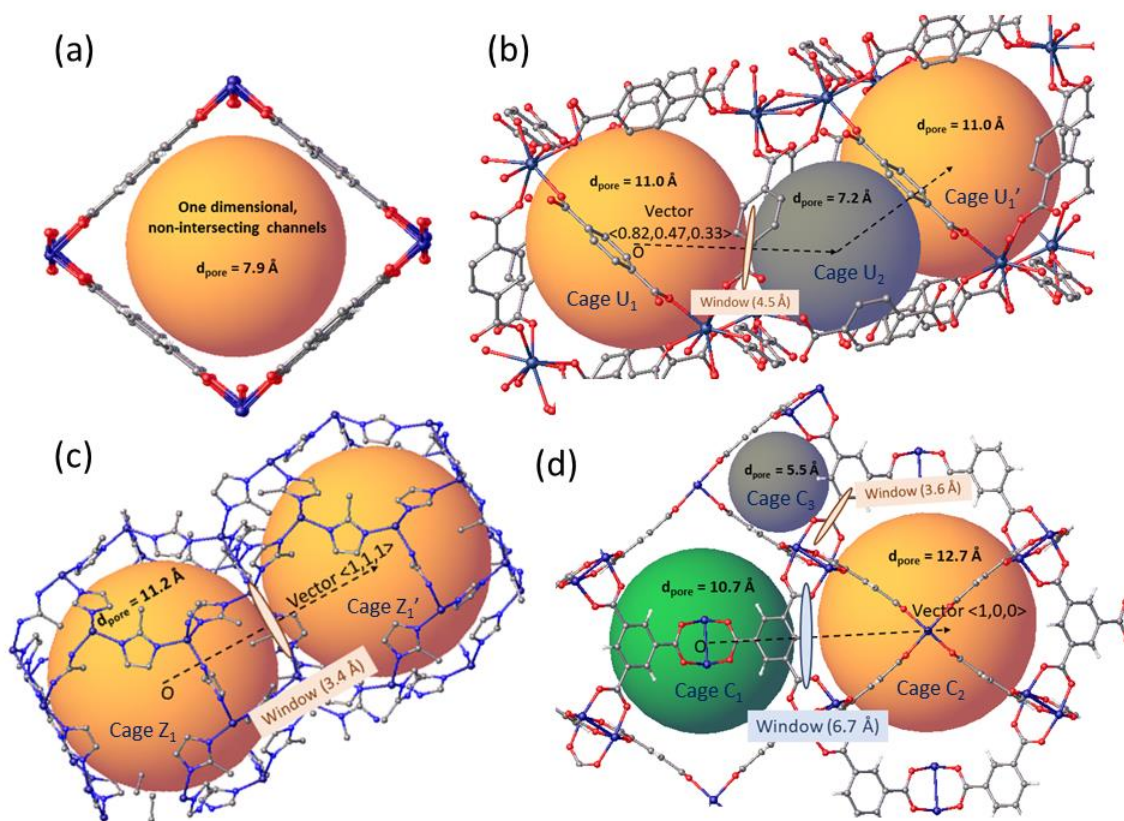 (a)
One dimensional,
non-intersecting channels
dpore = 7.9 Å
(b)
dpore = 11.0 Å
dpore = 11.0 Å
Cage U1'
dpore = 7.2 Å
Vector
<0.82,0.47,0.33>
O
Cage U2
Cage U1
Window (4.5 Å)
(c)
Vector <1,1,1>
Cage Z1'
dpore = 11.2 Å
O
Cage Z1
Window (3.4 Å)
(d)
dpore = 5.5 Å
Cage C3
Window (3.6 Å)
dpore = 12.7 Å
dpore = 10.7 Å
Vector <1,0,0>
O
Cage C1
Cage C2
Window (6.7 Å)